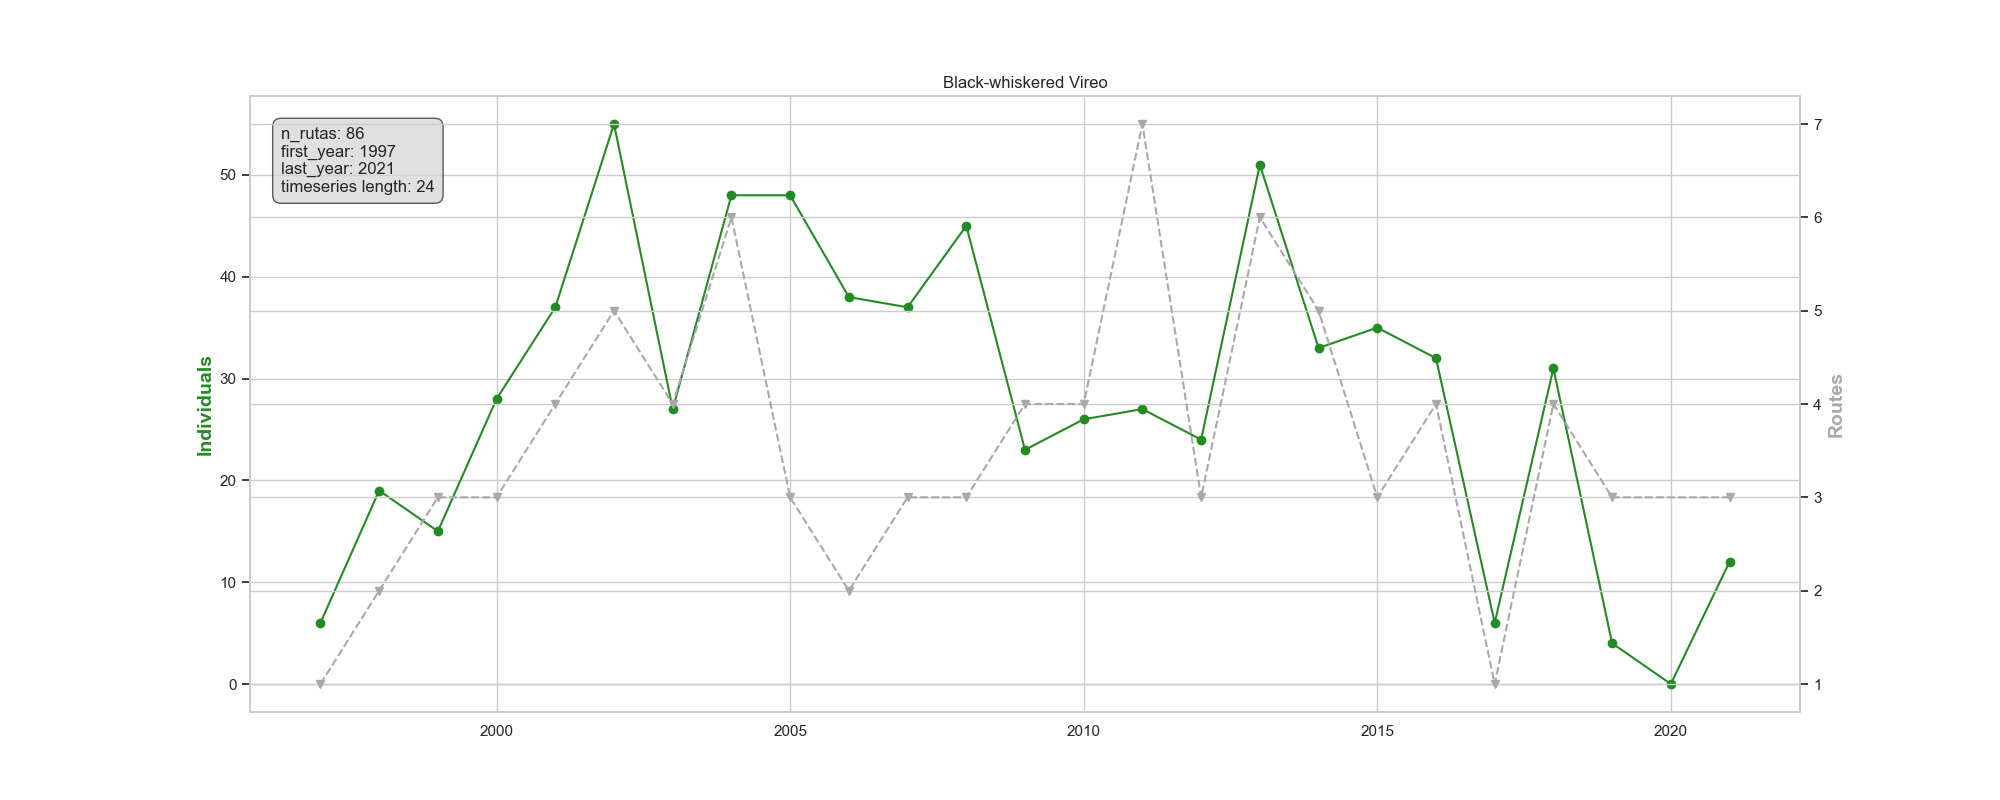 Black-whiskered Vireo
n_rutas: 86
first_year: 1997
last_year: 2021
timeseries length: 24
Individuals
50
40
30
20
10
0
7
6
5
4
3
2
1
Routes
2000 2005 2010 2015 2020